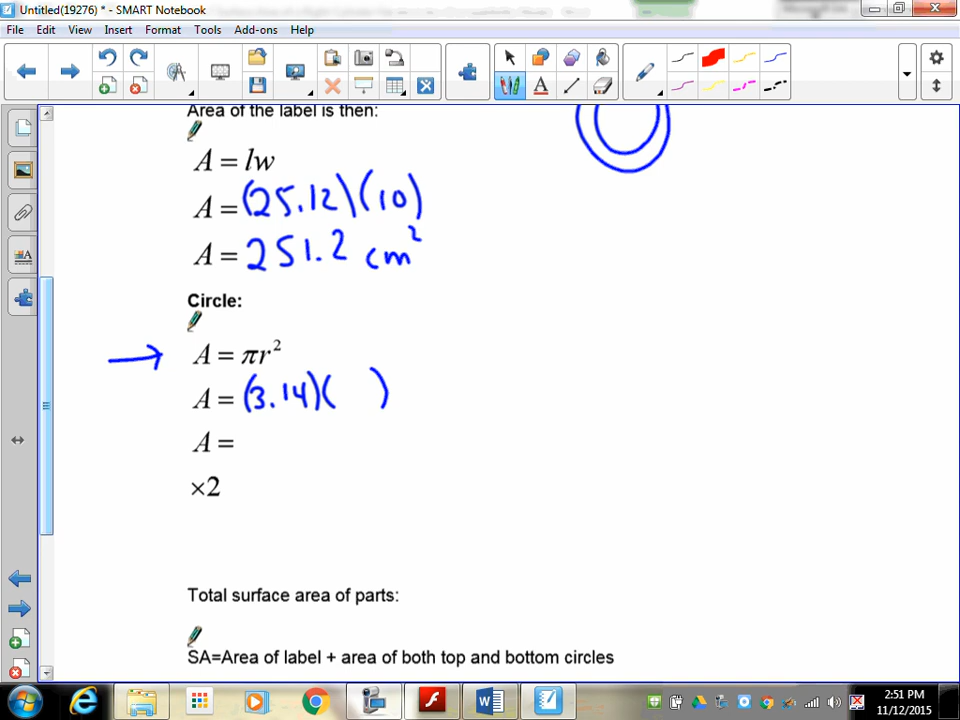 Untitled(19276) * - SMART Notebook
File Edit View Insert Format Tools Add-ons Help
Area of the label is then:
A = lw
A = (25.12)(10)
A = 251.2 cm²
Circle:
A = πr²
A = (3.14)( )
A =
×2
Total surface area of parts:
SA=Area of label + area of both top and bottom circles
2:51 PM
11/12/2015